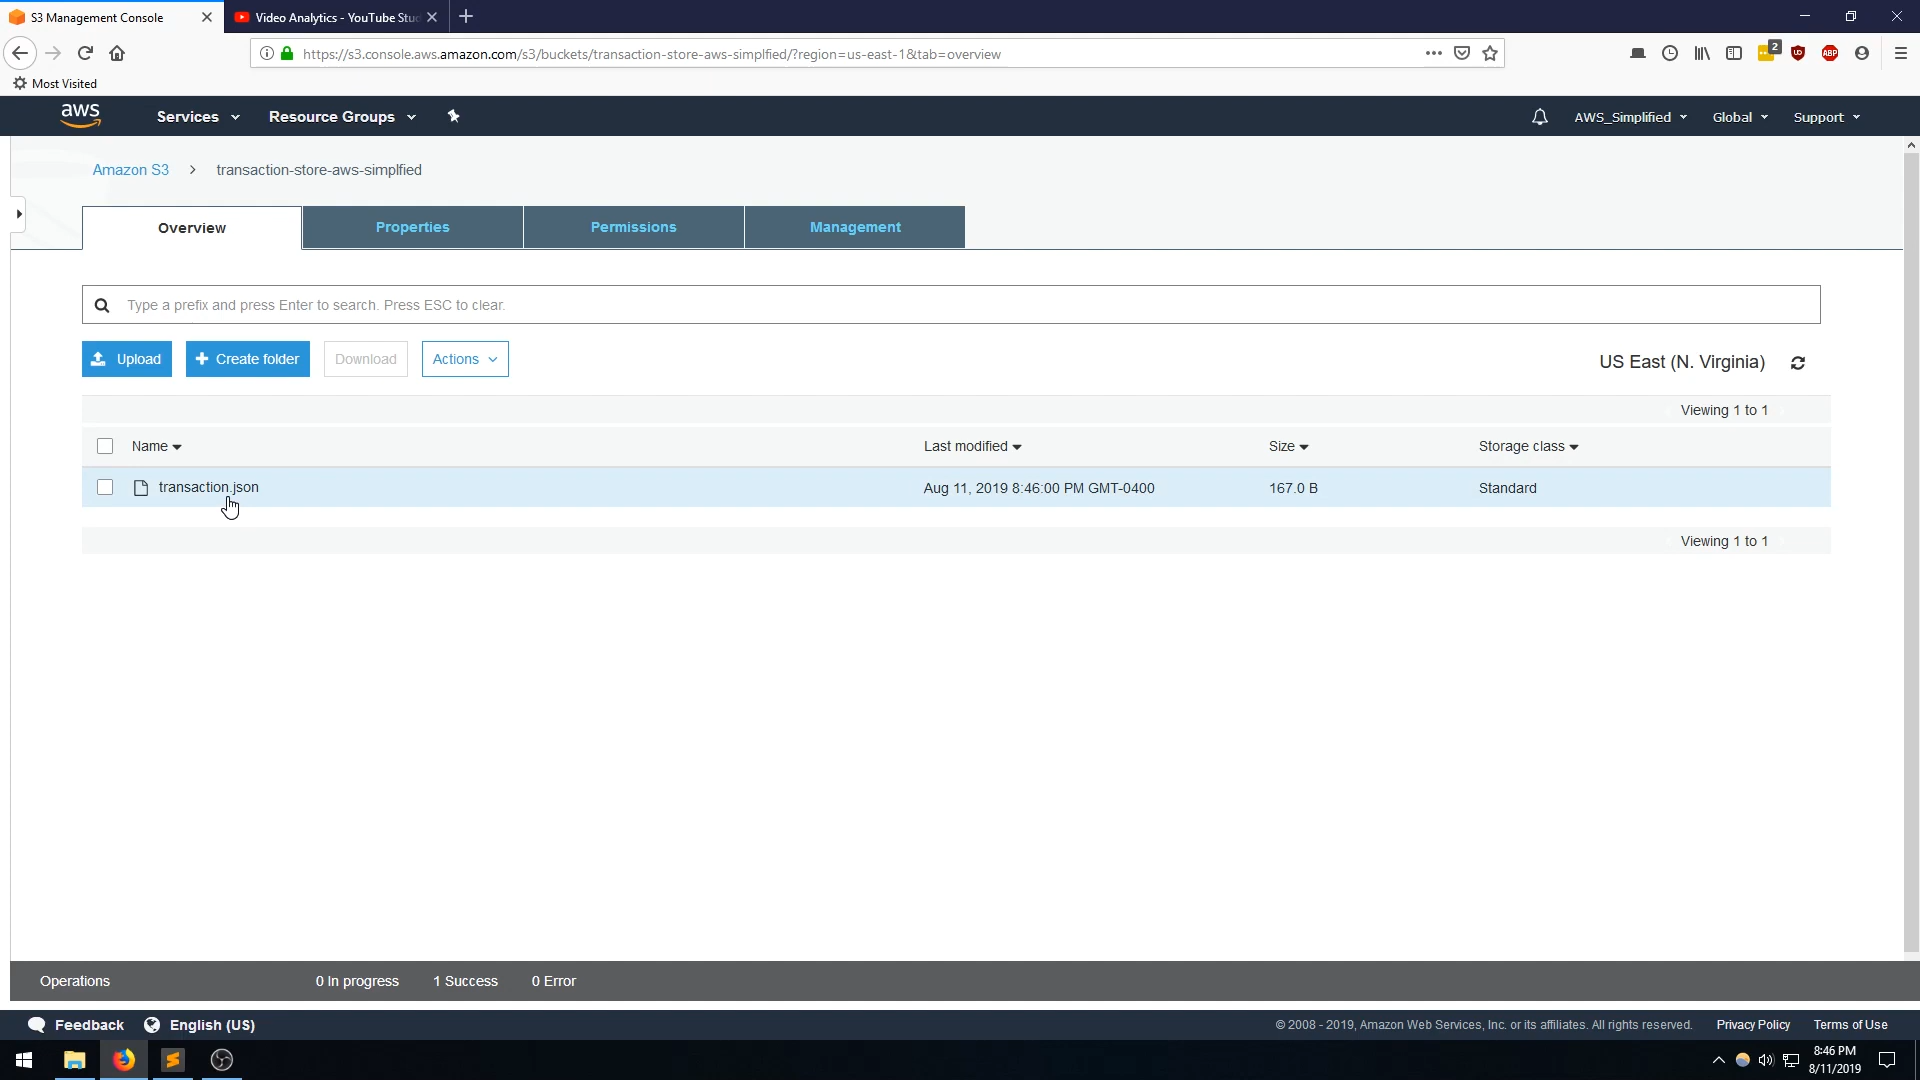 S3 Management Console
Video Analytics - YouTube Stu
https://s3.console.aws.amazon.com/s3/buckets/transaction-store-aws-simplfied/?region=us-east-1&tab=overview
2
UD
ABP
Most Visited
aws
Services
Resource Groups
AWS_Simplified
Global
Support
Amazon S3
transaction-store-aws-simplfied
Overview
Properties
Permissions
Management
Type a prefix and press Enter to search. Press ESC to clear.
Upload
Create folder
Download
Actions
US East (N. Virginia)
Viewing 1 to 1
Name
Last modified
Size
Storage class
transaction.json
Aug 11, 2019 8:46:00 PM GMT-0400
167.0 B
Standard
Viewing 1 to 1
Operations
0 In progress
1 Success
0 Error
Feedback
English (US)
© 2008 - 2019, Amazon Web Services, Inc. or its affiliates. All rights reserved.
Privacy Policy
Terms of Use
8:46 PM
8/11/2019